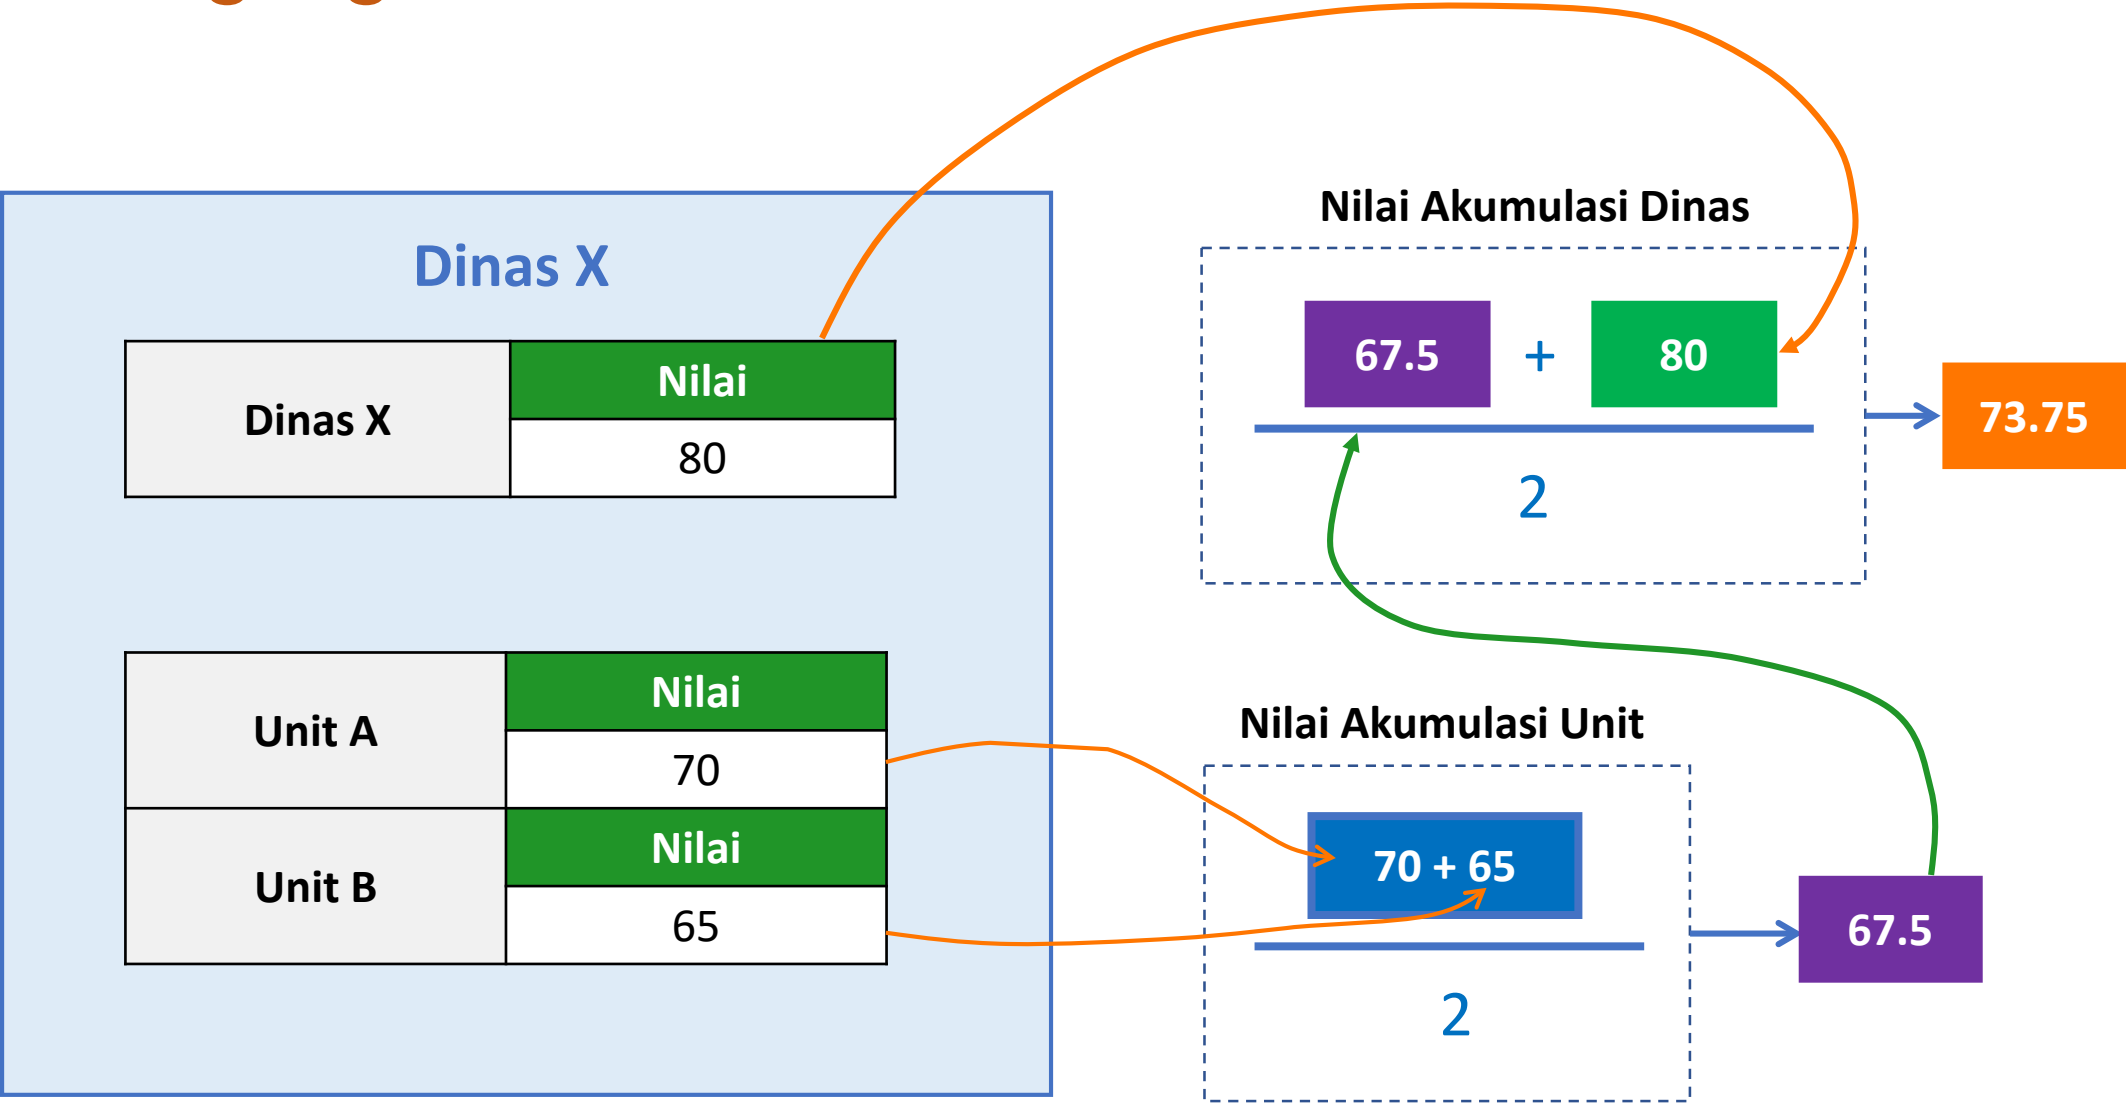 Dinas X
Dinas X
Nilai
80
Unit A
Nilai
70
Unit B
Nilai
65
Nilai Akumulasi Dinas
67.5 + 80
2
73.75
Nilai Akumulasi Unit
70 + 65
2
67.5